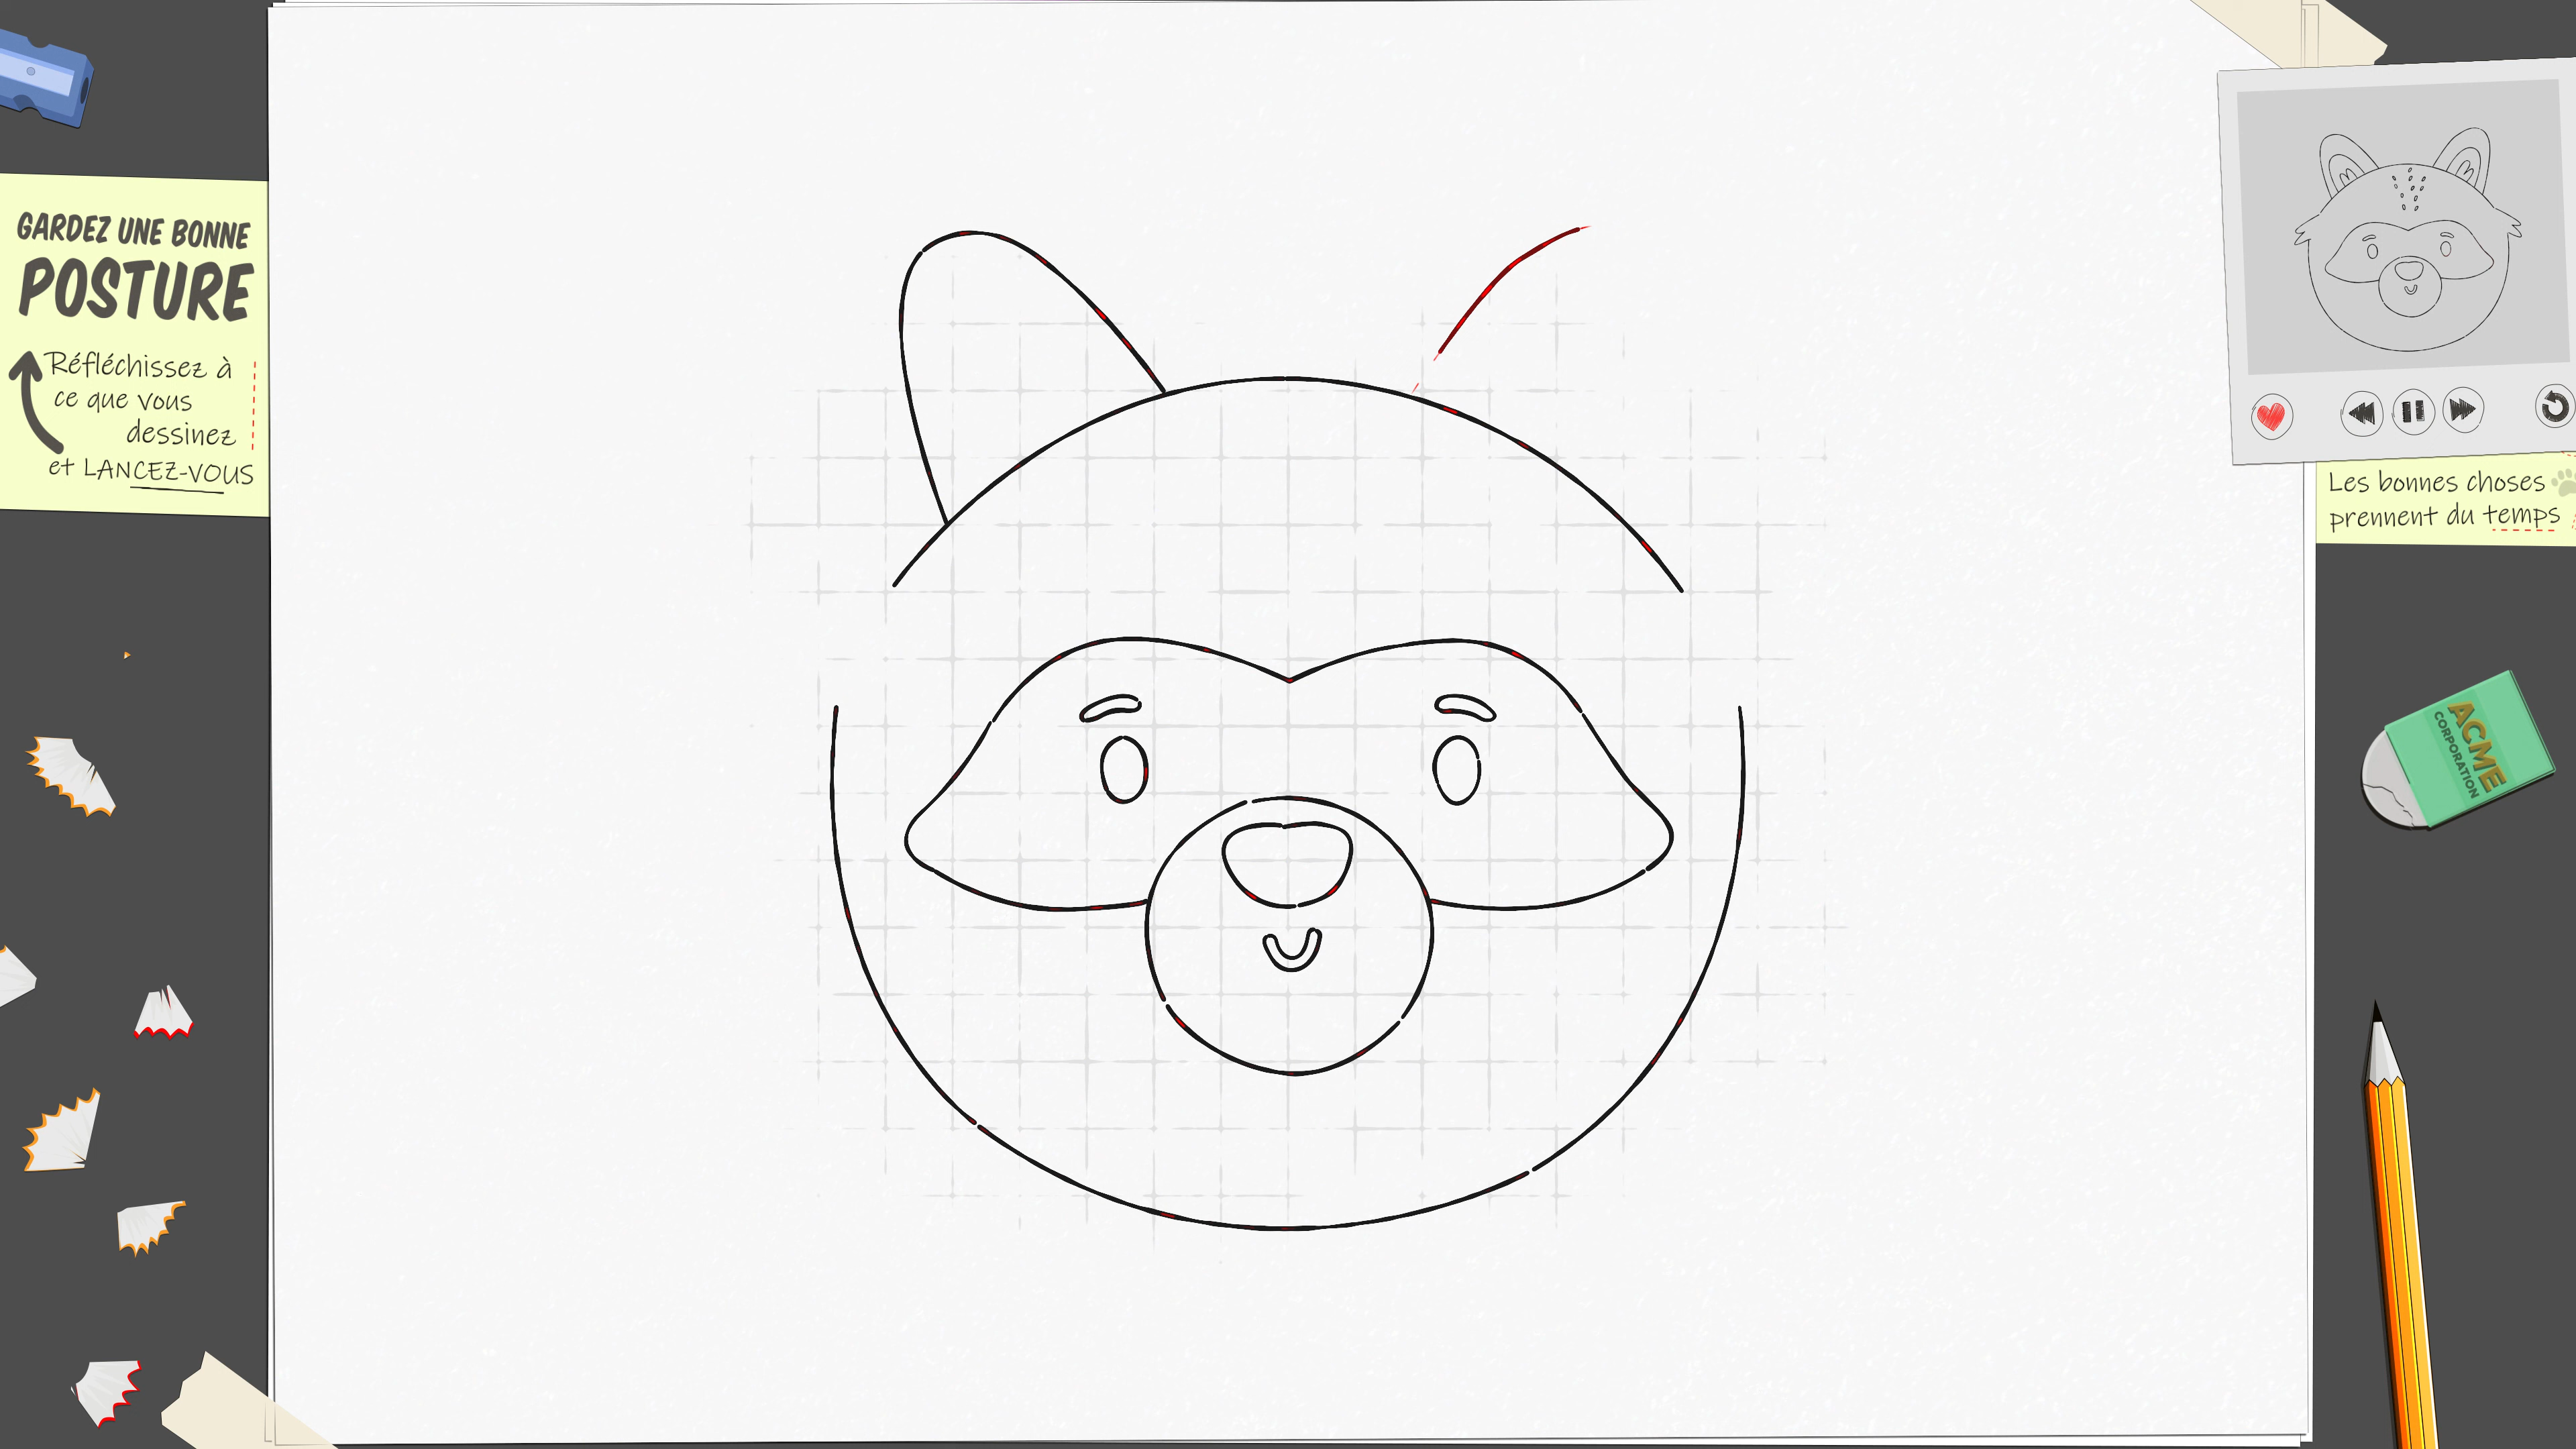 GARDEZ UNE BONNE
POSTURE
Réfléchissez à
ce que vous
dessinez
et LANCEZ-VOUS
Les bonnes choses
prennent du temps
ACME
CORPORATION